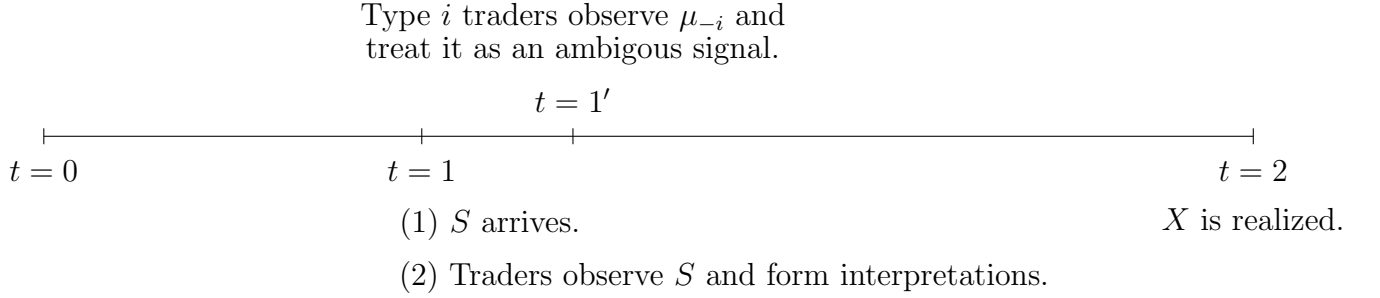 Type i traders observe μ₋ᵢ and
treat it as an ambigous signal.
t = 1′
t = 0
t = 1
t = 2
(1) S arrives.
X is realized.
(2) Traders observe S and form interpretations.